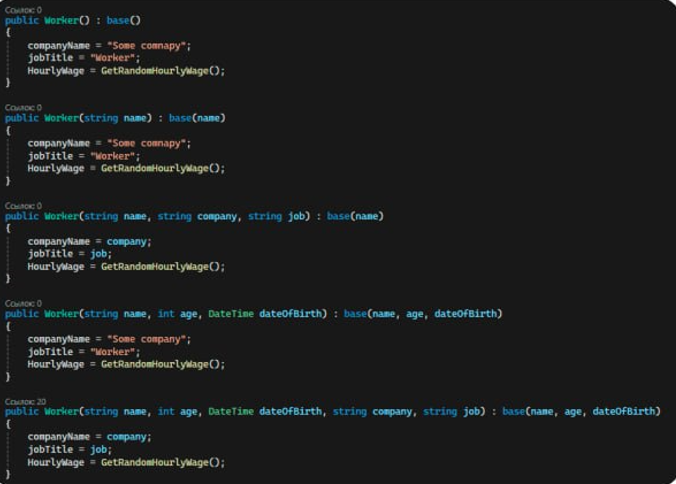 Ссылок: 0
public Worker() : base()
{
companyName = "Some comnapy";
jobTitle = "Worker";
HourlyWage = GetRandomHourlyWage();
}
Ссылок: 0
public Worker(string name) : base(name)
{
companyName = "Some comnapy";
jobTitle = "Worker";
HourlyWage = GetRandomHourlyWage();
}
Ссылок: 0
public Worker(string name, string company, string job) : base(name)
{
companyName = company;
jobTitle = job;
HourlyWage = GetRandomHourlyWage();
}
Ссылок: 0
public Worker(string name, int age, DateTime dateOfBirth) : base(name, age, dateOfBirth)
{
companyName = "Some company";
jobTitle = "Worker";
HourlyWage = GetRandomHourlyWage();
}
Ссылок: 20
public Worker(string name, int age, DateTime dateOfBirth, string company, string job) : base(name, age, dateOfBirth)
{
companyName = company;
jobTitle = job;
HourlyWage = GetRandomHourlyWage();
}